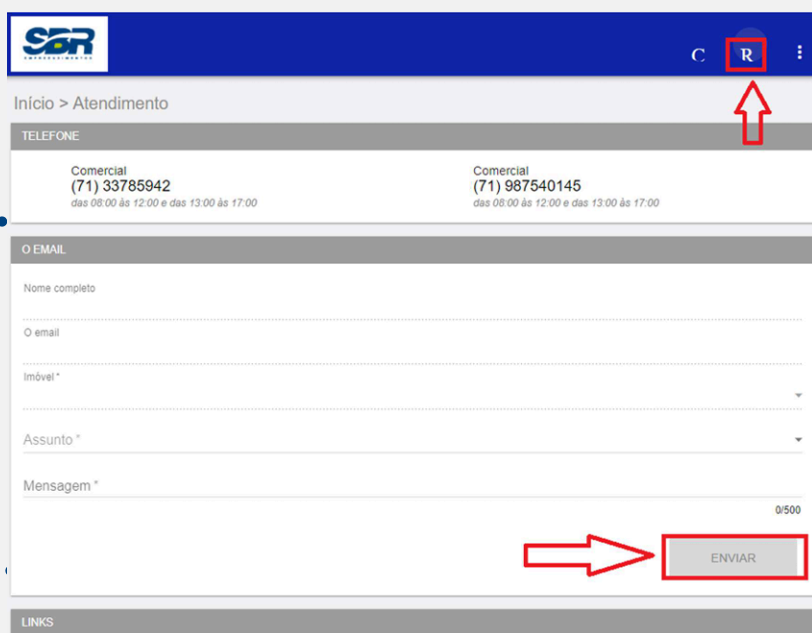 SBR
EMPREENDIMENTOS
C R
Início > Atendimento
TELEFONE
Comercial
(71) 33785942
das 08:00 às 12:00 e das 13:00 às 17:00
Comercial
(71) 987540145
das 08:00 às 12:00 e das 13:00 às 17:00
O EMAIL
Nome completo
O email
Imóvel *
Assunto *
Mensagem *
0/500
ENVIAR
LINKS